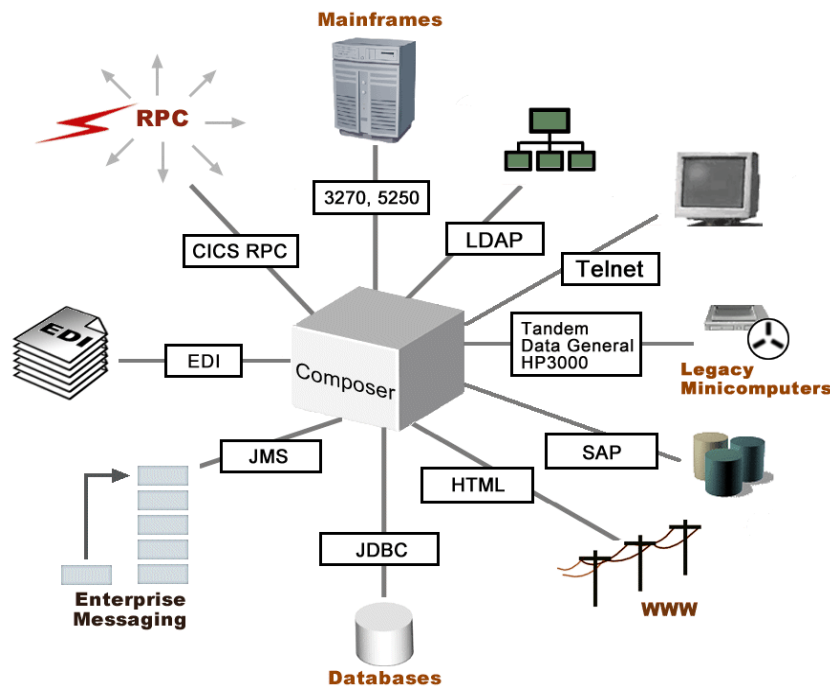 Mainframes
RPC
3270, 5250
LDAP
CICS RPC
Telnet
Tandem
Data General
HP3000
Legacy
Minicomputers
EDI
EDI
Composer
SAP
JMS
HTML
JDBC
Enterprise
Messaging
WWW
Databases